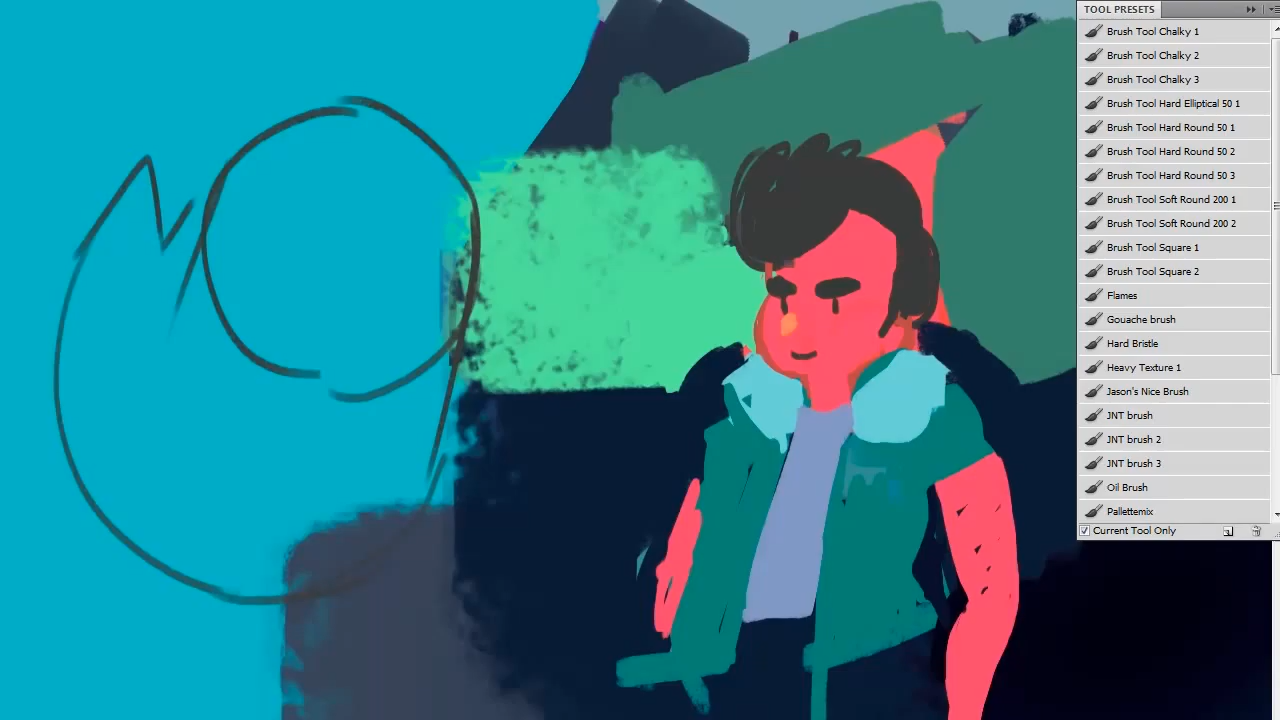 TOOL PRESETS
Brush Tool Chalky 1
Brush Tool Chalky 2
Brush Tool Chalky 3
Brush Tool Hard Elliptical 50 1
Brush Tool Hard Round 50 1
Brush Tool Hard Round 50 2
Brush Tool Hard Round 50 3
Brush Tool Soft Round 200 1
Brush Tool Soft Round 200 2
Brush Tool Square 1
Brush Tool Square 2
Flames
Gouache brush
Hard Bristle
Heavy Texture 1
Jason's Nice Brush
JNT brush
JNT brush 2
JNT brush 3
Oil Brush
Pallettemix
Current Tool Only